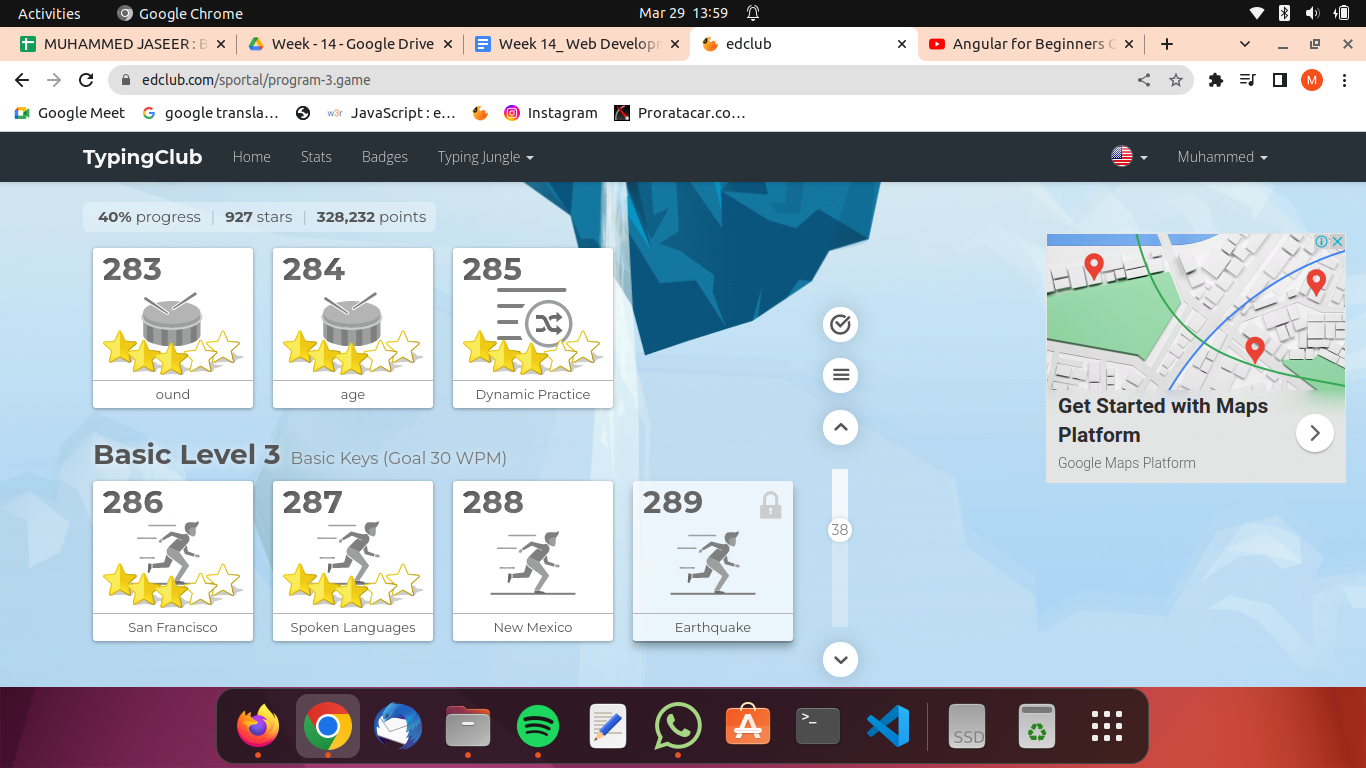 Activities
Google Chrome
Mar 29 13:59
MUHAMMED JASEER : B
Week - 14 - Google Drive
Week 14_ Web Developm
edclub
Angular for Beginners C
edclub.com/sportal/program-3.game
M
Google Meet
google transla…
w3r
JavaScript : e…
Instagram
Proratacar.co…
TypingClub
Home
Stats
Badges
Typing Jungle
Muhammed
40% progress | 927 stars | 328,232 points
283
284
285
ound
age
Dynamic Practice
Get Started with Maps
Platform
Google Maps Platform
Basic Level 3 Basic Keys (Goal 30 WPM)
286
287
288
289
38
San Francisco
Spoken Languages
New Mexico
Earthquake
>_
A
SSD